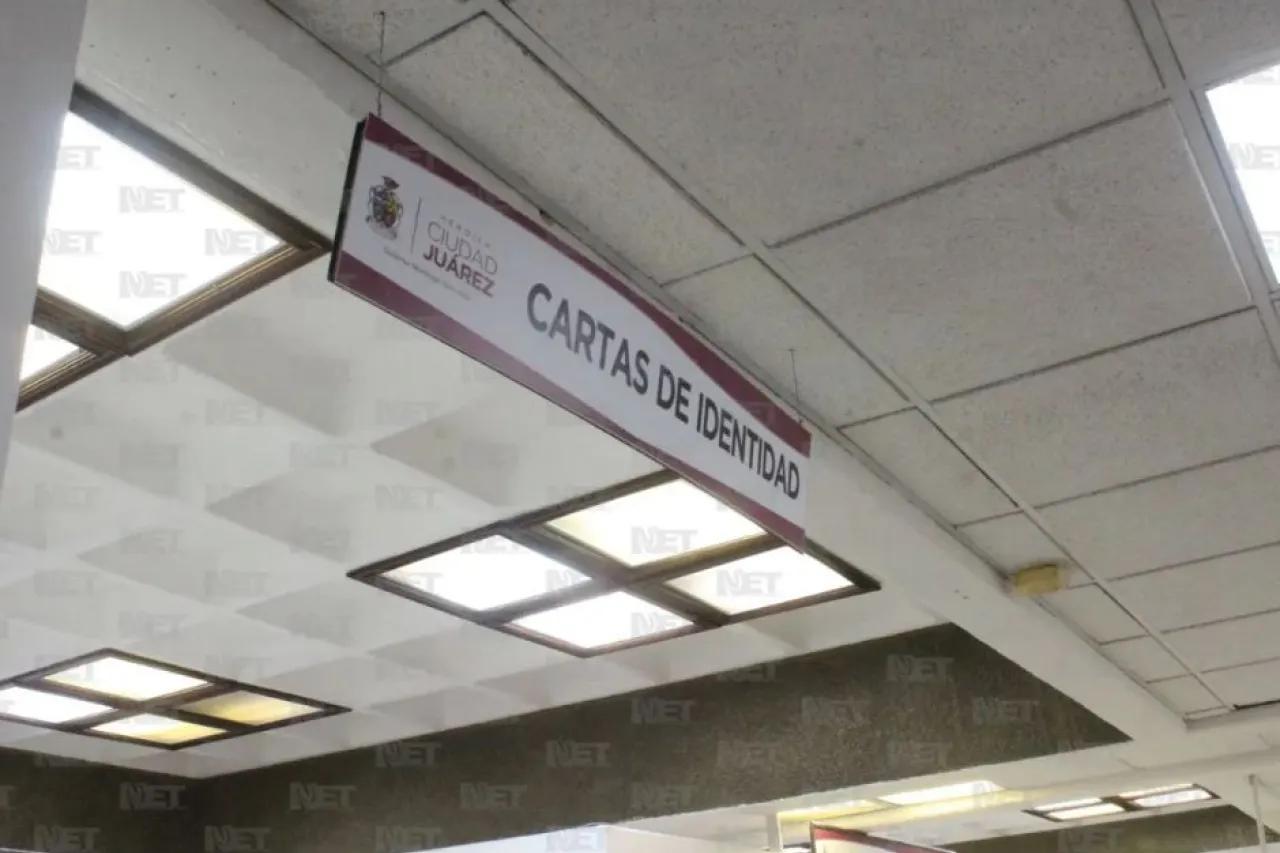 HEROICA
CIUDAD
JUÁREZ
CARTAS DE IDENTIDAD
NET